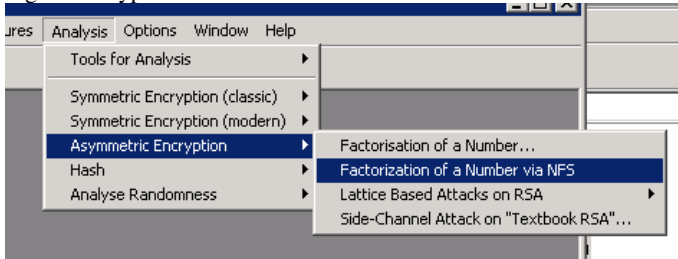 ures Analysis Options Window Help
Tools for Analysis
Symmetric Encryption (classic)
Symmetric Encryption (modern)
Asymmetric Encryption
Factorisation of a Number...
Hash
Factorization of a Number via NFS
Analyse Randomness
Lattice Based Attacks on RSA
Side-Channel Attack on "Textbook RSA"...